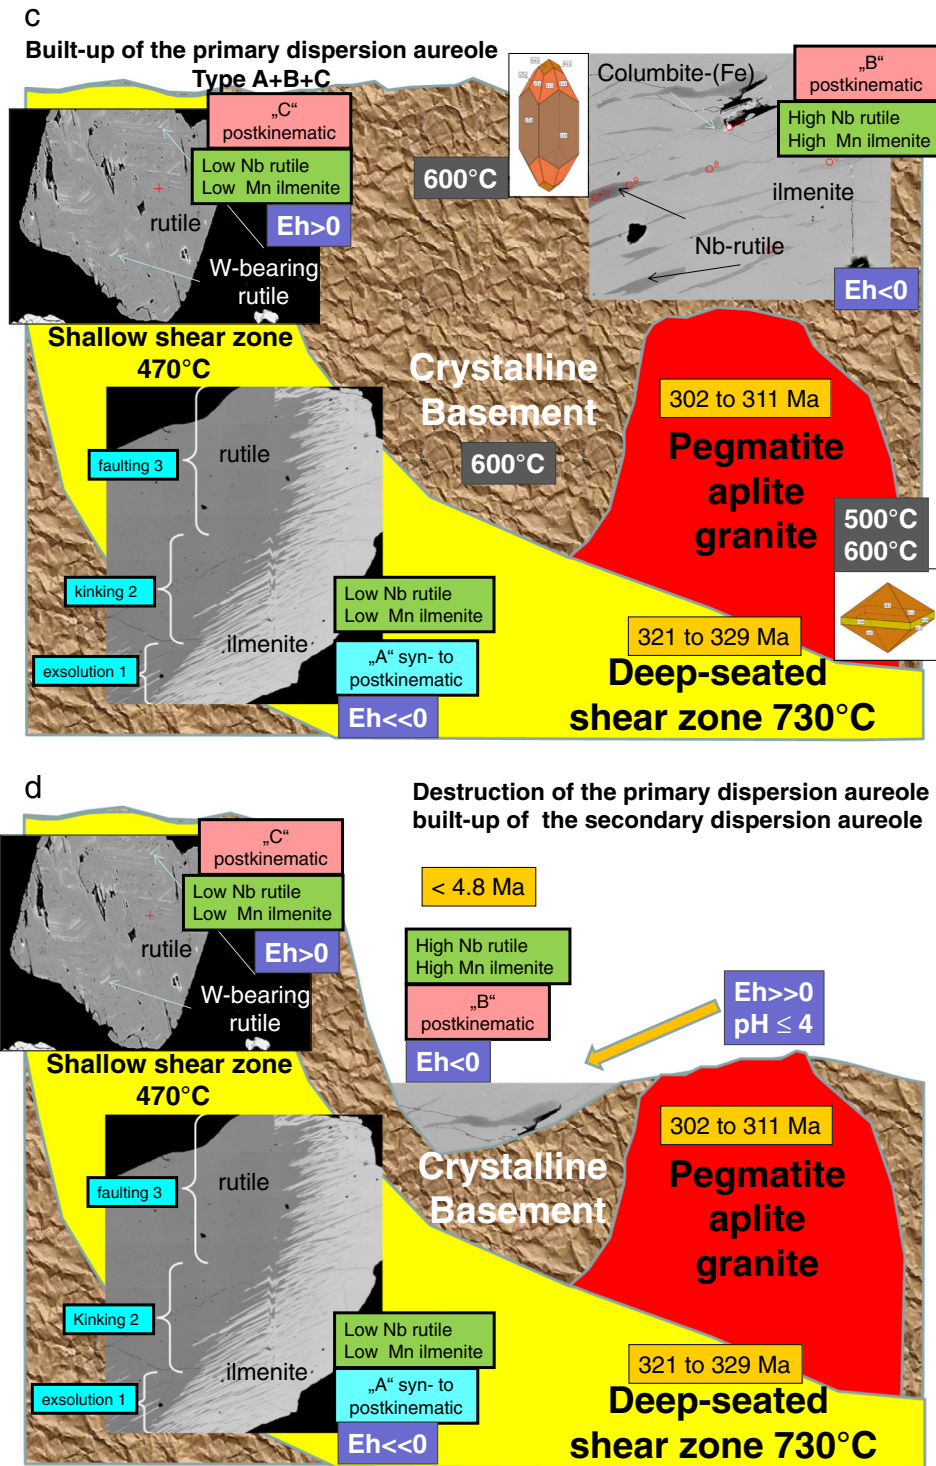 c
Built-up of the primary dispersion aureole
Type A+B+C
„C“
postkinematic
Low Nb rutile
Low Mn ilmenite
Eh>0
rutile
W-bearing
rutile
Shallow shear zone
470°C
600°C
Columbite-(Fe)
„B“
postkinematic
High Nb rutile
High Mn ilmenite
ilmenite
Nb-rutile
Eh<0
Crystalline
Basement
600°C
302 to 311 Ma
Pegmatite
aplite
granite
500°C
600°C
faulting 3
rutile
kinking 2
ilmenite
exsolution 1
Low Nb rutile
Low Mn ilmenite
„A“ syn- to
postkinematic
Eh<<0
321 to 329 Ma
Deep-seated
shear zone 730°C
d
Destruction of the primary dispersion aureole
built-up of the secondary dispersion aureole
„C“
postkinematic
Low Nb rutile
Low Mn ilmenite
Eh>0
rutile
W-bearing
rutile
Shallow shear zone
470°C
< 4.8 Ma
High Nb rutile
High Mn ilmenite
„B“
postkinematic
Eh<0
Eh>>0
pH ≤ 4
Crystalline
Basement
302 to 311 Ma
Pegmatite
aplite
granite
faulting 3
rutile
Kinking 2
ilmenite
exsolution 1
Low Nb rutile
Low Mn ilmenite
„A“ syn- to
postkinematic
Eh<<0
321 to 329 Ma
Deep-seated
shear zone 730°C